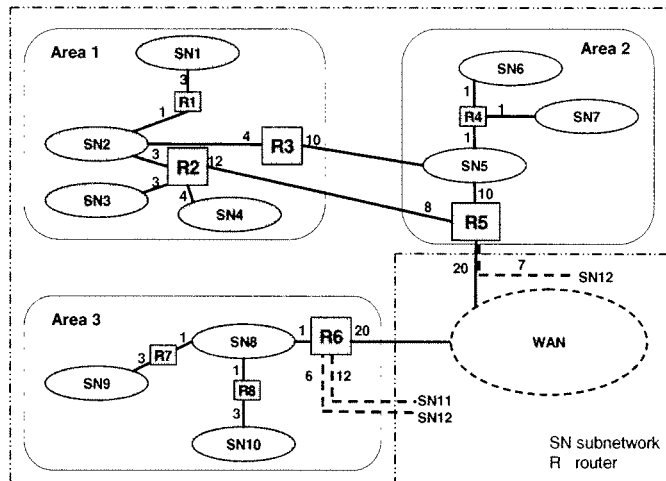 Area 1
SN1
3
R1
1
SN2
4
R3
10
3
R2
12
3
SN3
4
SN4
Area 2
SN6
1
R4
1
SN7
1
SN5
10
8
R5
20
7
SN12
WAN
Area 3
1
R7
3
SN9
SN8
1
R8
3
SN10
1
R6
20
6
12
SN11
SN12
SN subnetwork
R router